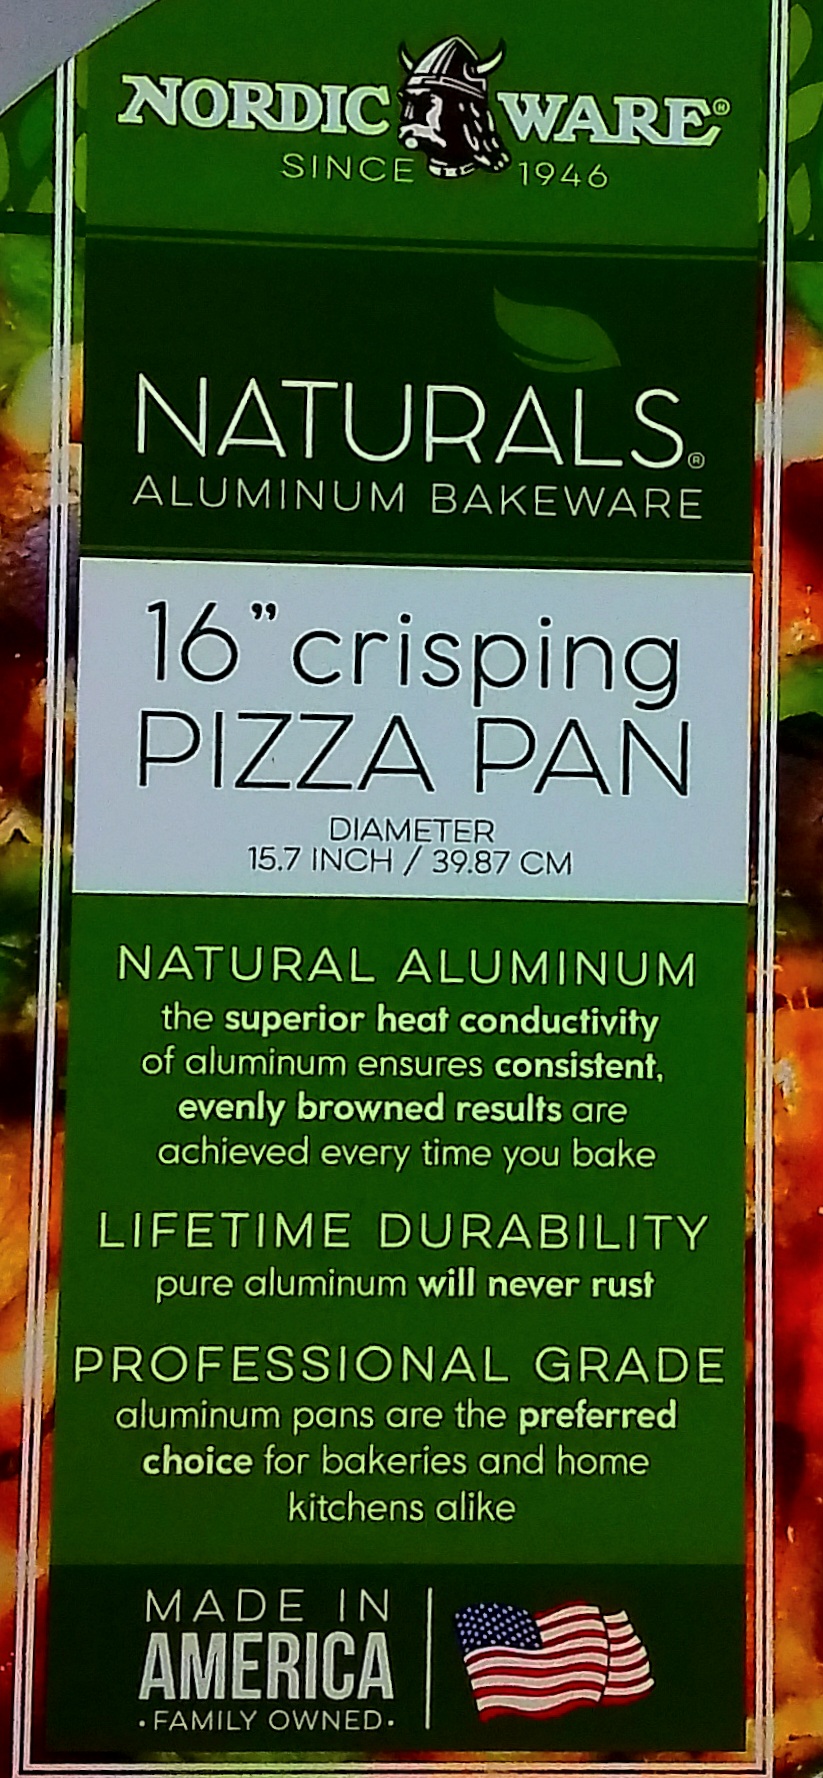 NORDIC WARE®
SINCE 1946
NATURALS®
ALUMINUM BAKEWARE
16” crisping
PIZZA PAN
DIAMETER
15.7 INCH / 39.87 CM
NATURAL ALUMINUM
the superior heat conductivity
of aluminum ensures consistent,
evenly browned results are
achieved every time you bake
LIFETIME DURABILITY
pure aluminum will never rust
PROFESSIONAL GRADE
aluminum pans are the preferred
choice for bakeries and home
kitchens alike
MADE IN
AMERICA
·FAMILY OWNED·